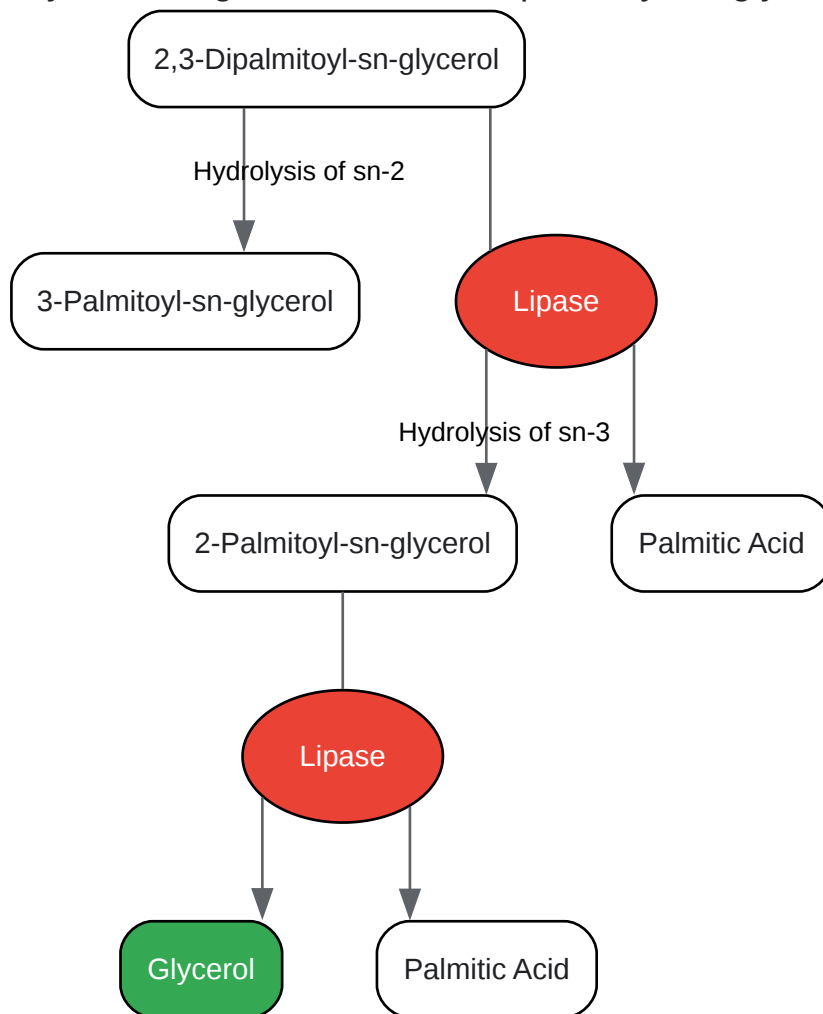 2,3-Dipalmitoyl-sn-glycerol
Hydrolysis of sn-2
3-Palmitoyl-sn-glycerol
Lipase
Hydrolysis of sn-3
2-Palmitoyl-sn-glycerol
Palmitic Acid
Lipase
Glycerol
Palmitic Acid